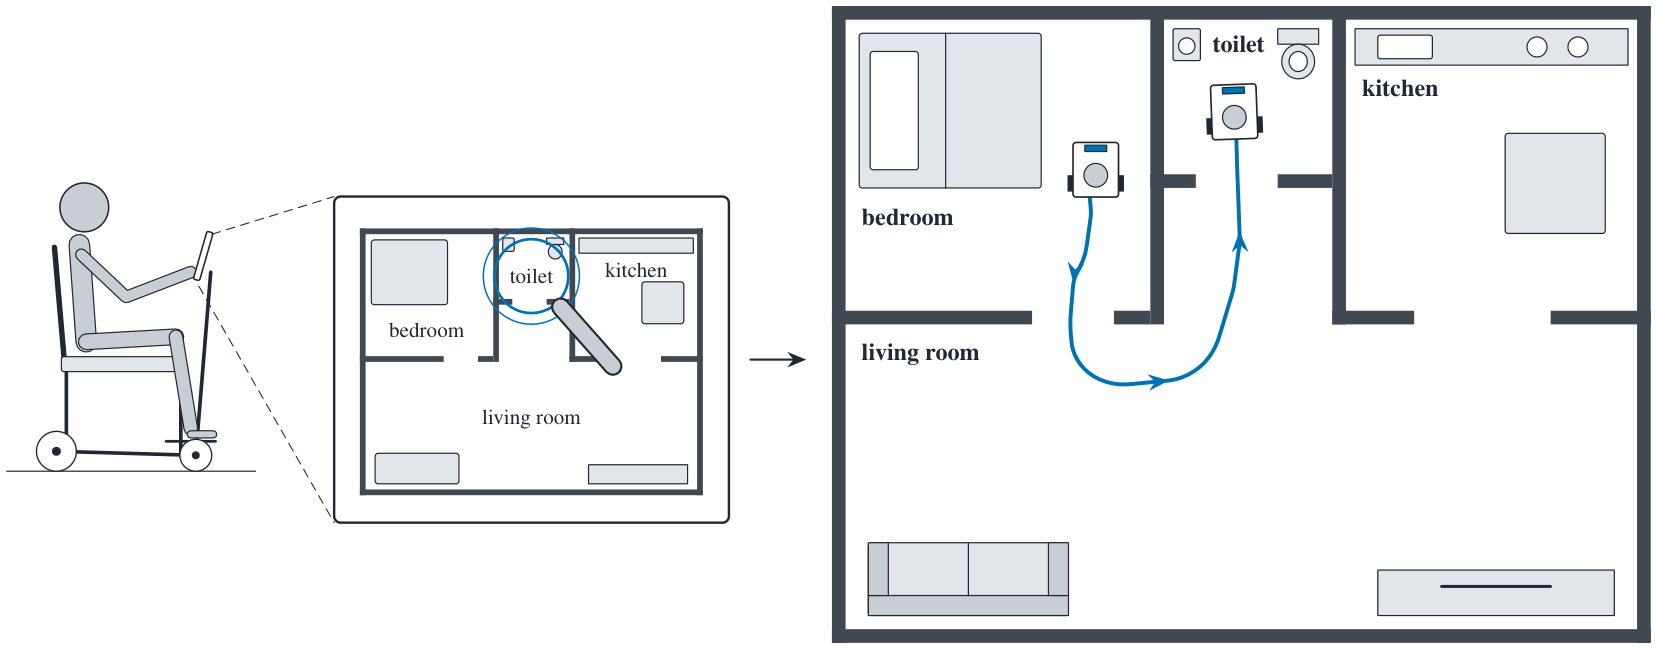 toilet
kitchen
bedroom
living room
toilet
kitchen
bedroom
living room